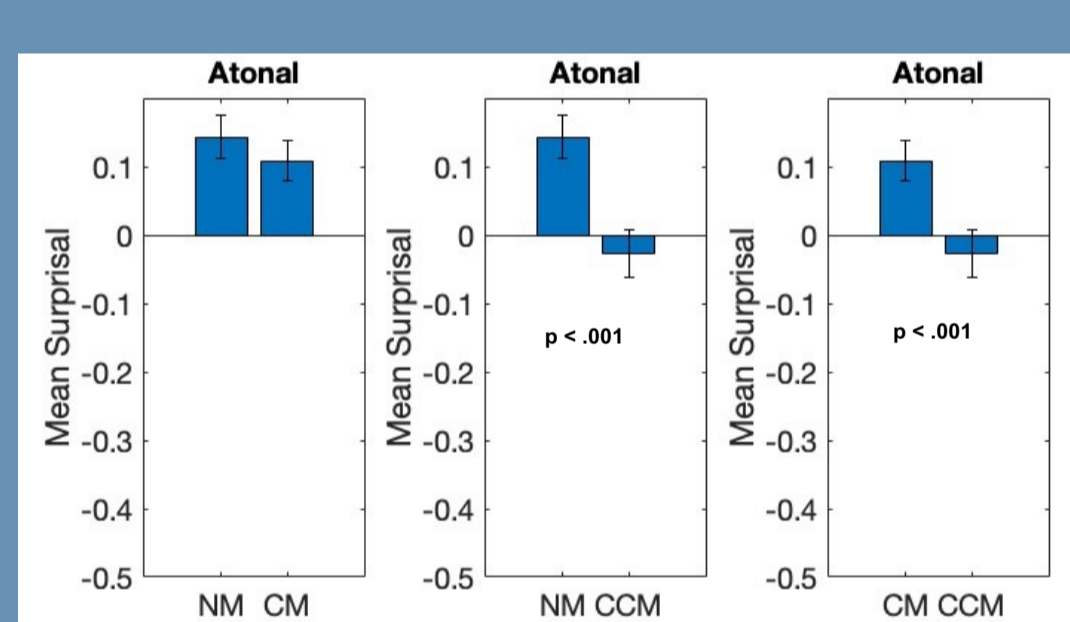 Atonal
Mean Surprisal
0.1
0
-0.1
-0.2
-0.3
-0.4
-0.5
NM CM
Atonal
Mean Surprisal
0.1
0
-0.1
-0.2
-0.3
-0.4
-0.5
p < .001
NM CCM
Atonal
Mean Surprisal
0.1
0
-0.1
-0.2
-0.3
-0.4
-0.5
p < .001
CM CCM